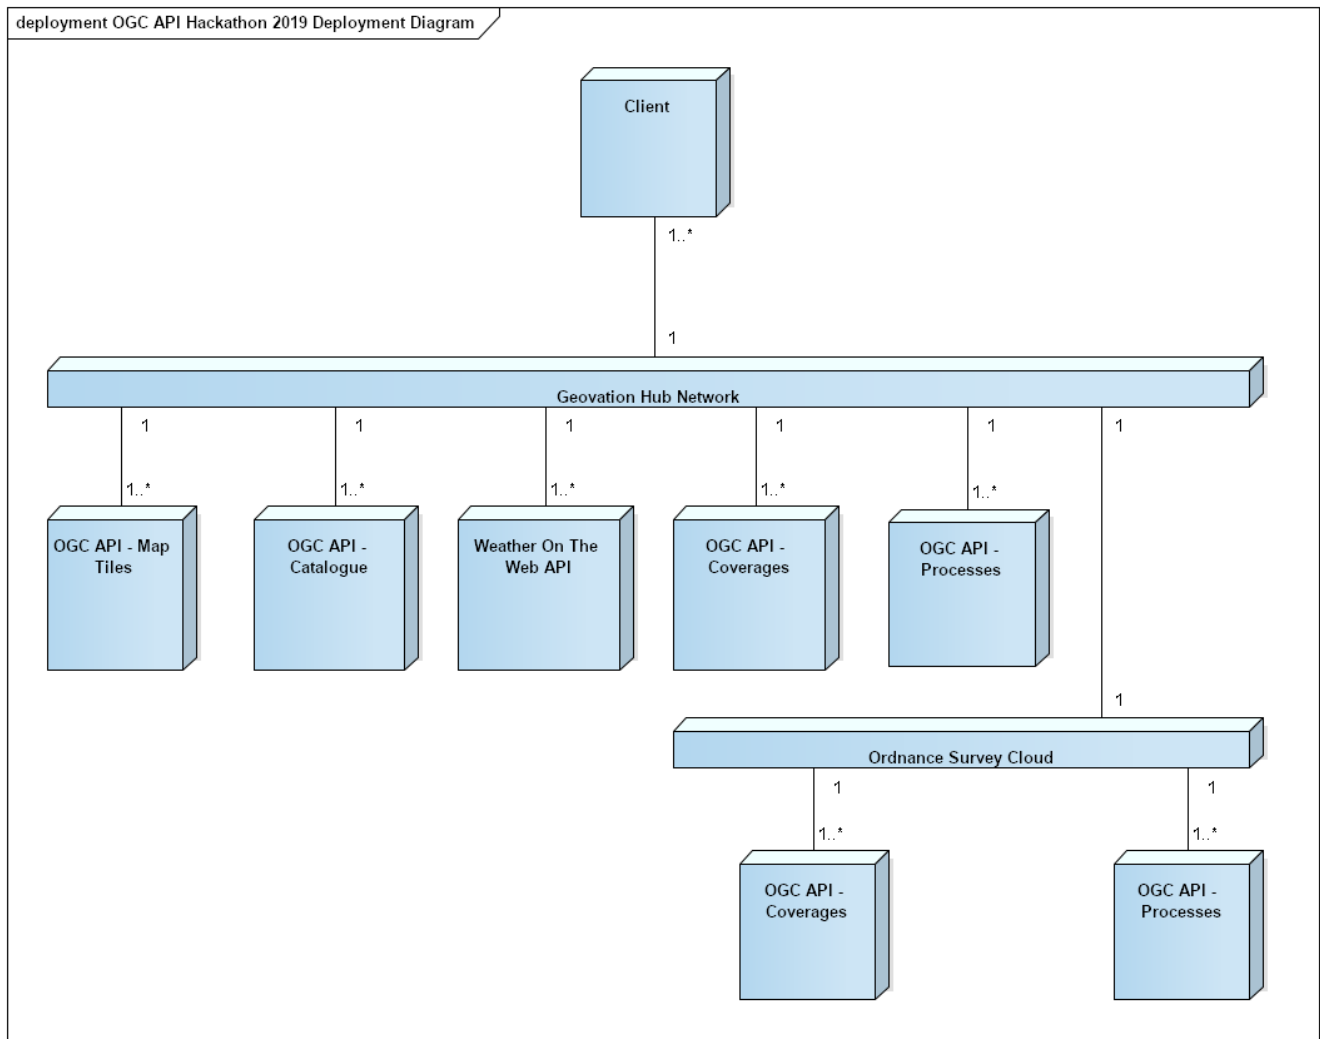 deployment OGC API Hackathon 2019 Deployment Diagram
Client
1..*
1
Geovation Hub Network
1
1
1
1
1
1
1..*
1..*
1..*
1..*
1..*
OGC API - Map
Tiles
OGC API -
Catalogue
Weather On The
Web API
OGC API -
Coverages
OGC API -
Processes
1
Ordnance Survey Cloud
1
1
1..*
1..*
OGC API -
Coverages
OGC API -
Processes